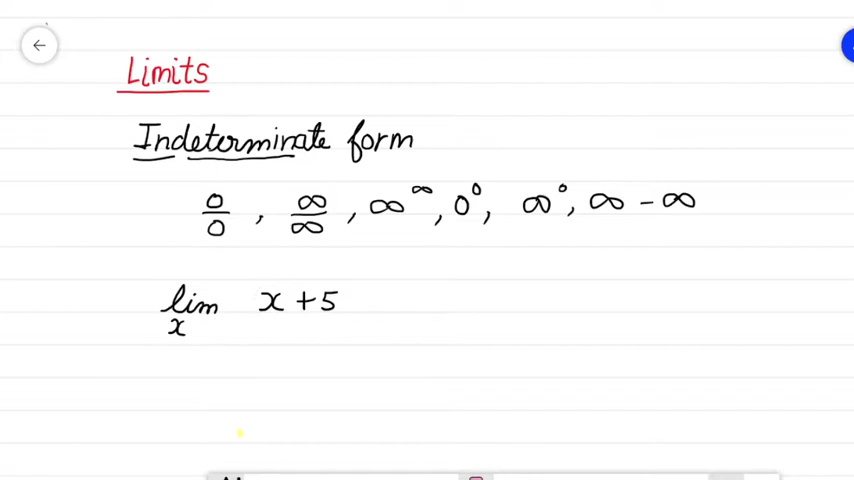 Limits
Indeterminate form
0/0 , ∞/∞ , ∞^∞ , 0^0 , ∞^0 , ∞ - ∞
lim x + 5
x